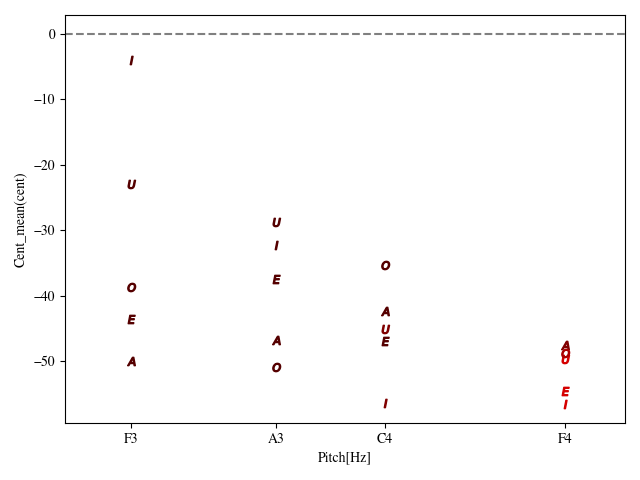 0
I
−10
−20
U
U
−30
I
O
E
−40
O
A
E
U
A
E
A
O
U
−50
A
O
E
I
I
Cent_mean(cent)
F3 A3 C4 F4
Pitch[Hz]